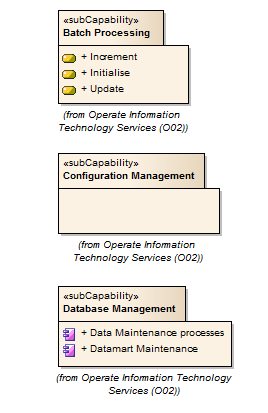 «subCapability»
Batch Processing
+ Increment
+ Initialise
+ Update
(from Operate Information
Technology Services (O02))
«subCapability»
Configuration Management
(from Operate Information
Technology Services (O02))
«subCapability»
Database Management
+ Data Maintenance processes
+ Datamart Maintenance
(from Operate Information Technology
Services (O02))